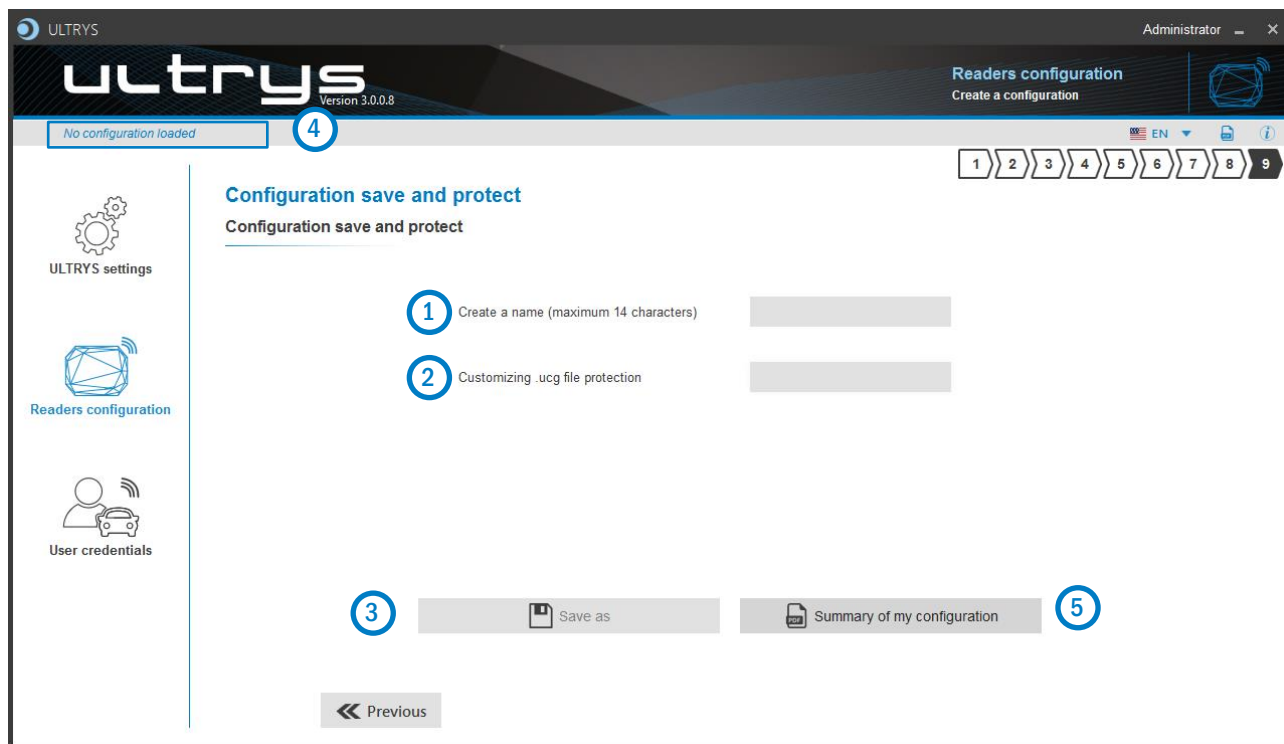 ULTRYS
Administrator
ultrys
Version 3.0.0.8
Readers configuration
Create a configuration
No configuration loaded
4
EN
1 2 3 4 5 6 7 8 9
Configuration save and protect
Configuration save and protect
ULTRYS settings
1 Create a name (maximum 14 characters)
2 Customizing .ucg file protection
Readers configuration
User credentials
3 Save as
PDF Summary of my configuration 5
Previous